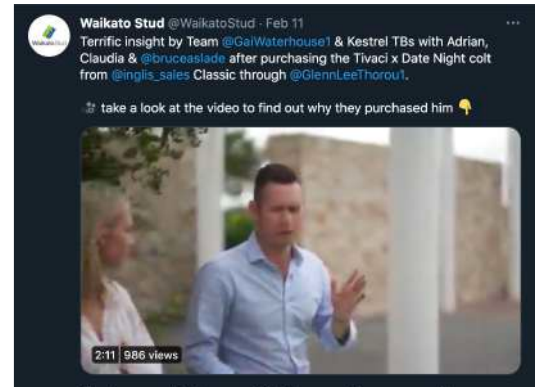 Waikato Stud @WaikatoStud · Feb 11
Terrific insight by Team @GaiWaterhouse1 & Kestrel TBs with Adrian,
Claudia & @bruceaslade after purchasing the Tivaci x Date Night colt
from @inglis_sales Classic through @GlennLeeThorou1.
take a look at the video to find out why they purchased him 👇
Waikato Stud
2:11 986 views